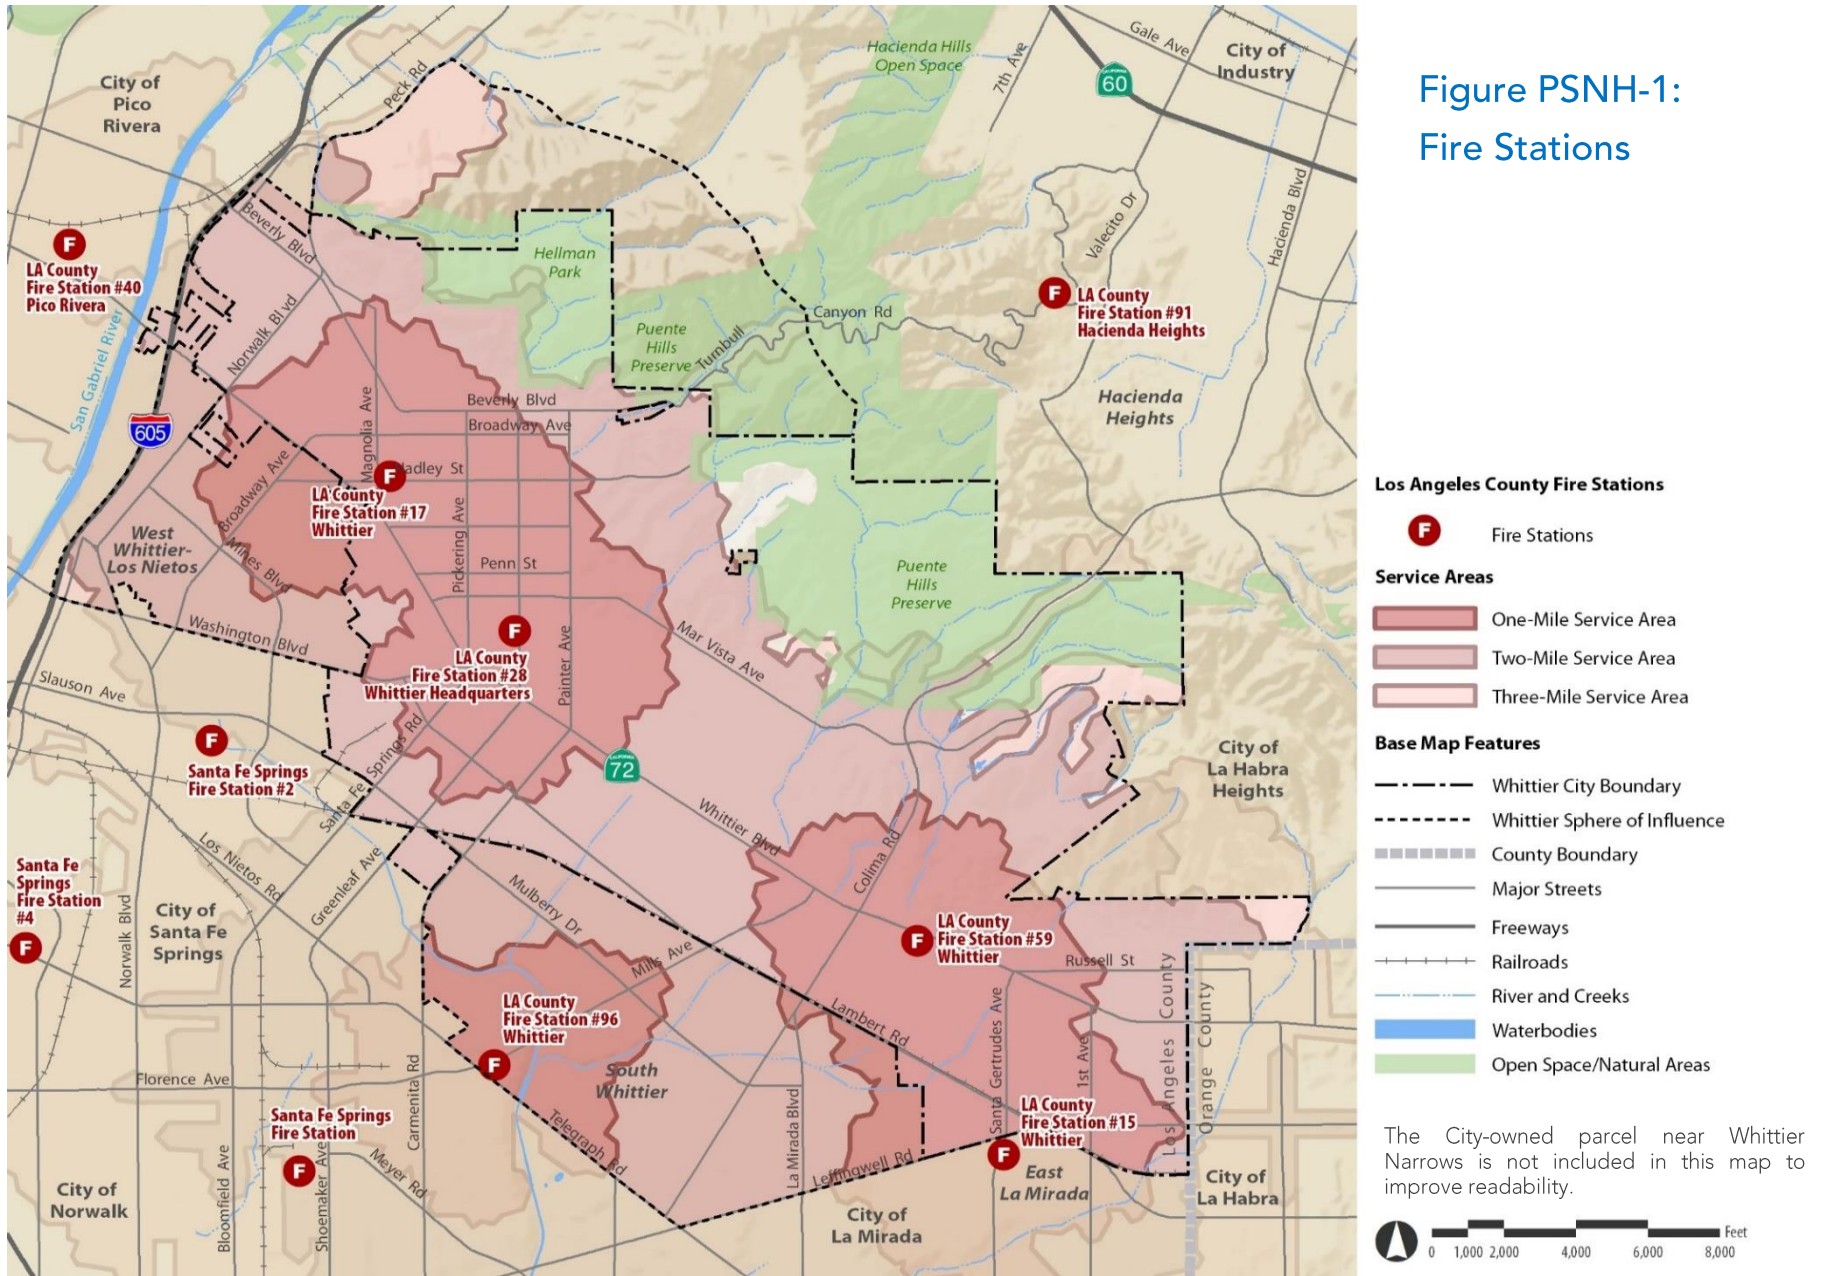 Figure PSNH-1:
Fire Stations
City of
Pico
Rivera
Peck Rd
Hacienda Hills
Open Space
7th Ave
Gale Ave
City of
Industry
CALIFORNIA
60
Hacienda Blvd
Valecito Dr
Beverly Blvd
F
LA County
Fire Station #40
Pico Rivera
Hellman
Park
F
LA County
Fire Station #91
Hacienda Heights
Canyon Rd
Turnbull
Puente
Hills
Preserve
San Gabriel River
Norwalk Blvd
605
Hacienda
Heights
Magnolia Ave
Beverly Blvd
Broadway Ave
Hadley St
F
LA County
Fire Station #17
Whittier
Broadway Ave
Pickering Ave
West
Whittier-
Los Nietos
Mines Blvd
Penn St
Puente
Hills
Preserve
Washington Blvd
F
LA County
Fire Station #28
Whittier Headquarters
Painter Ave
Mar Vista Ave
Slauson Ave
F
Santa Fe Springs
Fire Station #2
Santa Fe Springs Rd
CALIFORNIA
72
City of
La Habra
Heights
Whittier Blvd
Colima Rd
Los Nietos Rd
Greenleaf Ave
Mulberry Dr
Mills Ave
Santa Fe
Springs
Fire Station
#4
F
Norwalk Blvd
City of
Santa Fe
Springs
F
LA County
Fire Station #59
Whittier
Russell St
Lambert Rd
LA County
Fire Station #96
Whittier
F
South
Whittier
Santa Gertrudes Ave
1st Ave
Los Angeles County
Orange County
Florence Ave
Carmenita Rd
Telegraph Rd
La Mirada Blvd
Leffingwell Rd
LA County
Fire Station #15
Whittier
F
East
La Mirada
Santa Fe Springs
Fire Station
F
Bloomfield Ave
Shoemaker Ave
Meyer Rd
City of
Norwalk
City of
La Mirada
City of
La Habra
Los Angeles County Fire Stations
F
Fire Stations
Service Areas
One-Mile Service Area
Two-Mile Service Area
Three-Mile Service Area
Base Map Features
Whittier City Boundary
Whittier Sphere of Influence
County Boundary
Major Streets
Freeways
Railroads
River and Creeks
Waterbodies
Open Space/Natural Areas
The City-owned parcel near Whittier
Narrows is not included in this map to
improve readability.
Feet
0 1,000 2,000 4,000 6,000 8,000